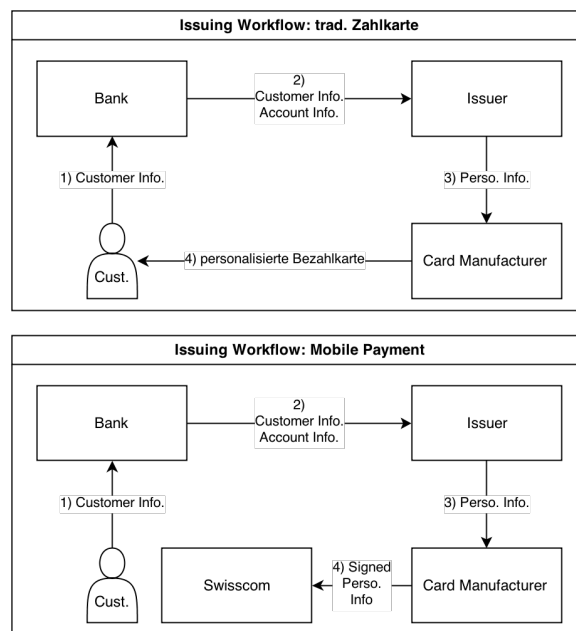 Issuing Workflow: trad. Zahlkarte
Bank
2)
Customer Info.
Account Info.
Issuer
1) Customer Info.
3) Perso. Info.
Cust.
4) personalisierte Bezahlkarte
Card Manufacturer
Issuing Workflow: Mobile Payment
Bank
2)
Customer Info.
Account Info.
Issuer
1) Customer Info.
3) Perso. Info.
Cust.
Swisscom
4) Signed
Perso.
Info
Card Manufacturer